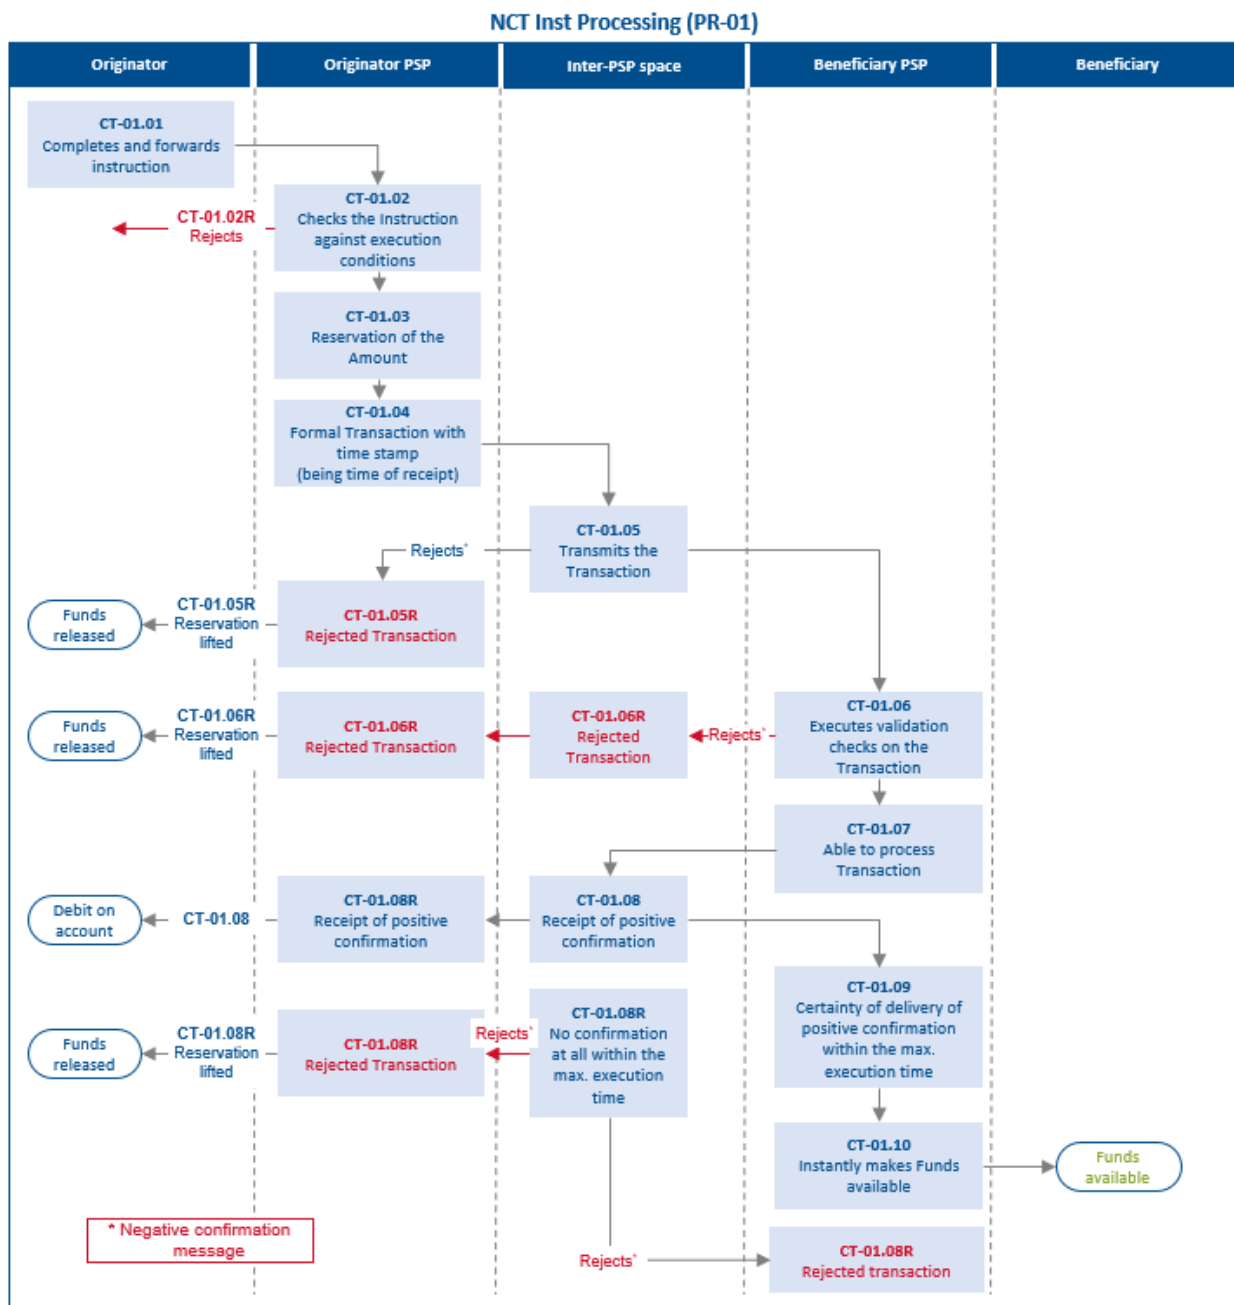 NCT Inst Processing (PR-01)
Originator
Originator PSP
Inter-PSP space
Beneficiary PSP
Beneficiary
CT-01.01
Completes and forwards
instruction
CT-01.02R
Rejects
CT-01.02
Checks the Instruction
against execution
conditions
CT-01.03
Reservation of the
Amount
CT-01.04
Formal Transaction with
time stamp
(being time of receipt)
CT-01.05
Transmits the
Transaction
Rejects*
Funds
released
CT-01.05R
Reservation
lifted
CT-01.05R
Rejected Transaction
Funds
released
CT-01.06R
Reservation
lifted
CT-01.06R
Rejected Transaction
CT-01.06R
Rejected
Transaction
Rejects*
CT-01.06
Executes validation
checks on the
Transaction
CT-01.07
Able to process
Transaction
Debit on
account
CT-01.08
CT-01.08R
Receipt of positive
confirmation
CT-01.08
Receipt of positive
confirmation
CT-01.09
Certainty of delivery of
positive confirmation
within the max.
execution time
Funds
released
CT-01.08R
Reservation
lifted
CT-01.08R
Rejected Transaction
Rejects*
CT-01.08R
No confirmation
at all within the
max. execution
time
CT-01.10
Instantly makes Funds
available
Funds
available
* Negative confirmation
message
Rejects*
CT-01.08R
Rejected transaction